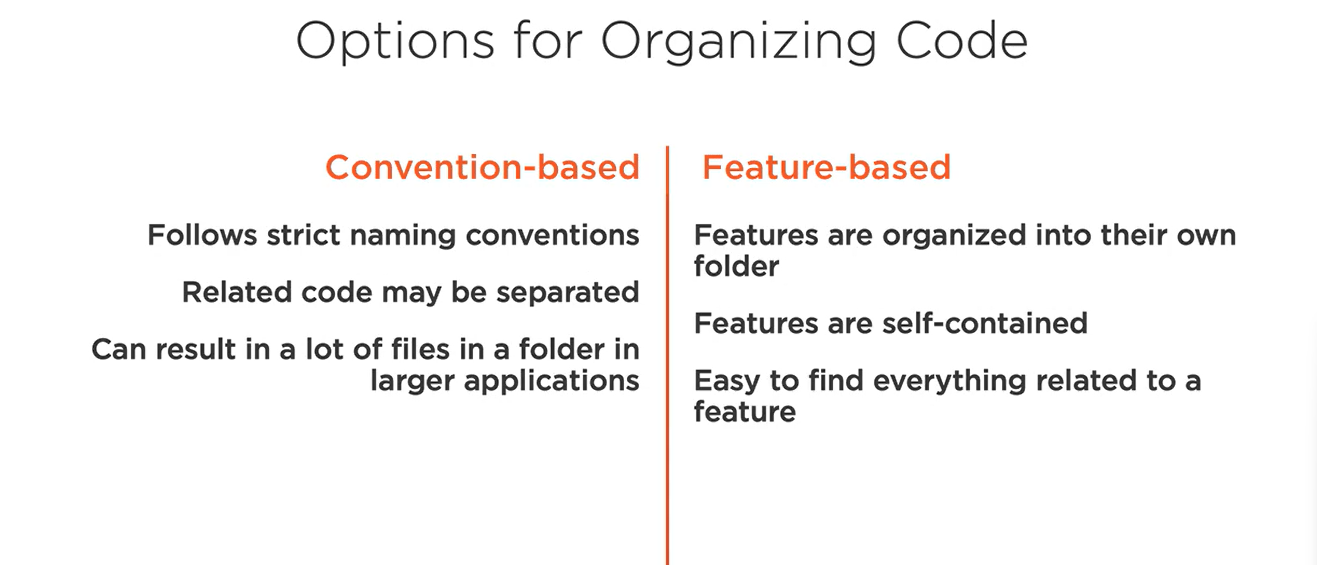 Options for Organizing Code
Convention-based
Follows strict naming conventions
Related code may be separated
Can result in a lot of files in a folder in
larger applications
Feature-based
Features are organized into their own
folder
Features are self-contained
Easy to find everything related to a
feature